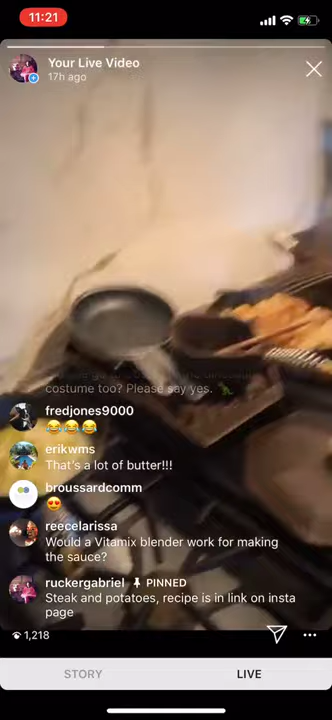 11:21
Your Live Video
17h ago
costume too? Please say yes. 🦖
fredjones9000
😂😂😂
erikwms
That's a lot of butter!!!
broussardcomm
😍
reecelarissa
Would a Vitamix blender work for making
the sauce?
ruckergabriel PINNED
Steak and potatoes, recipe is in link on insta
page
1,218
STORY
LIVE